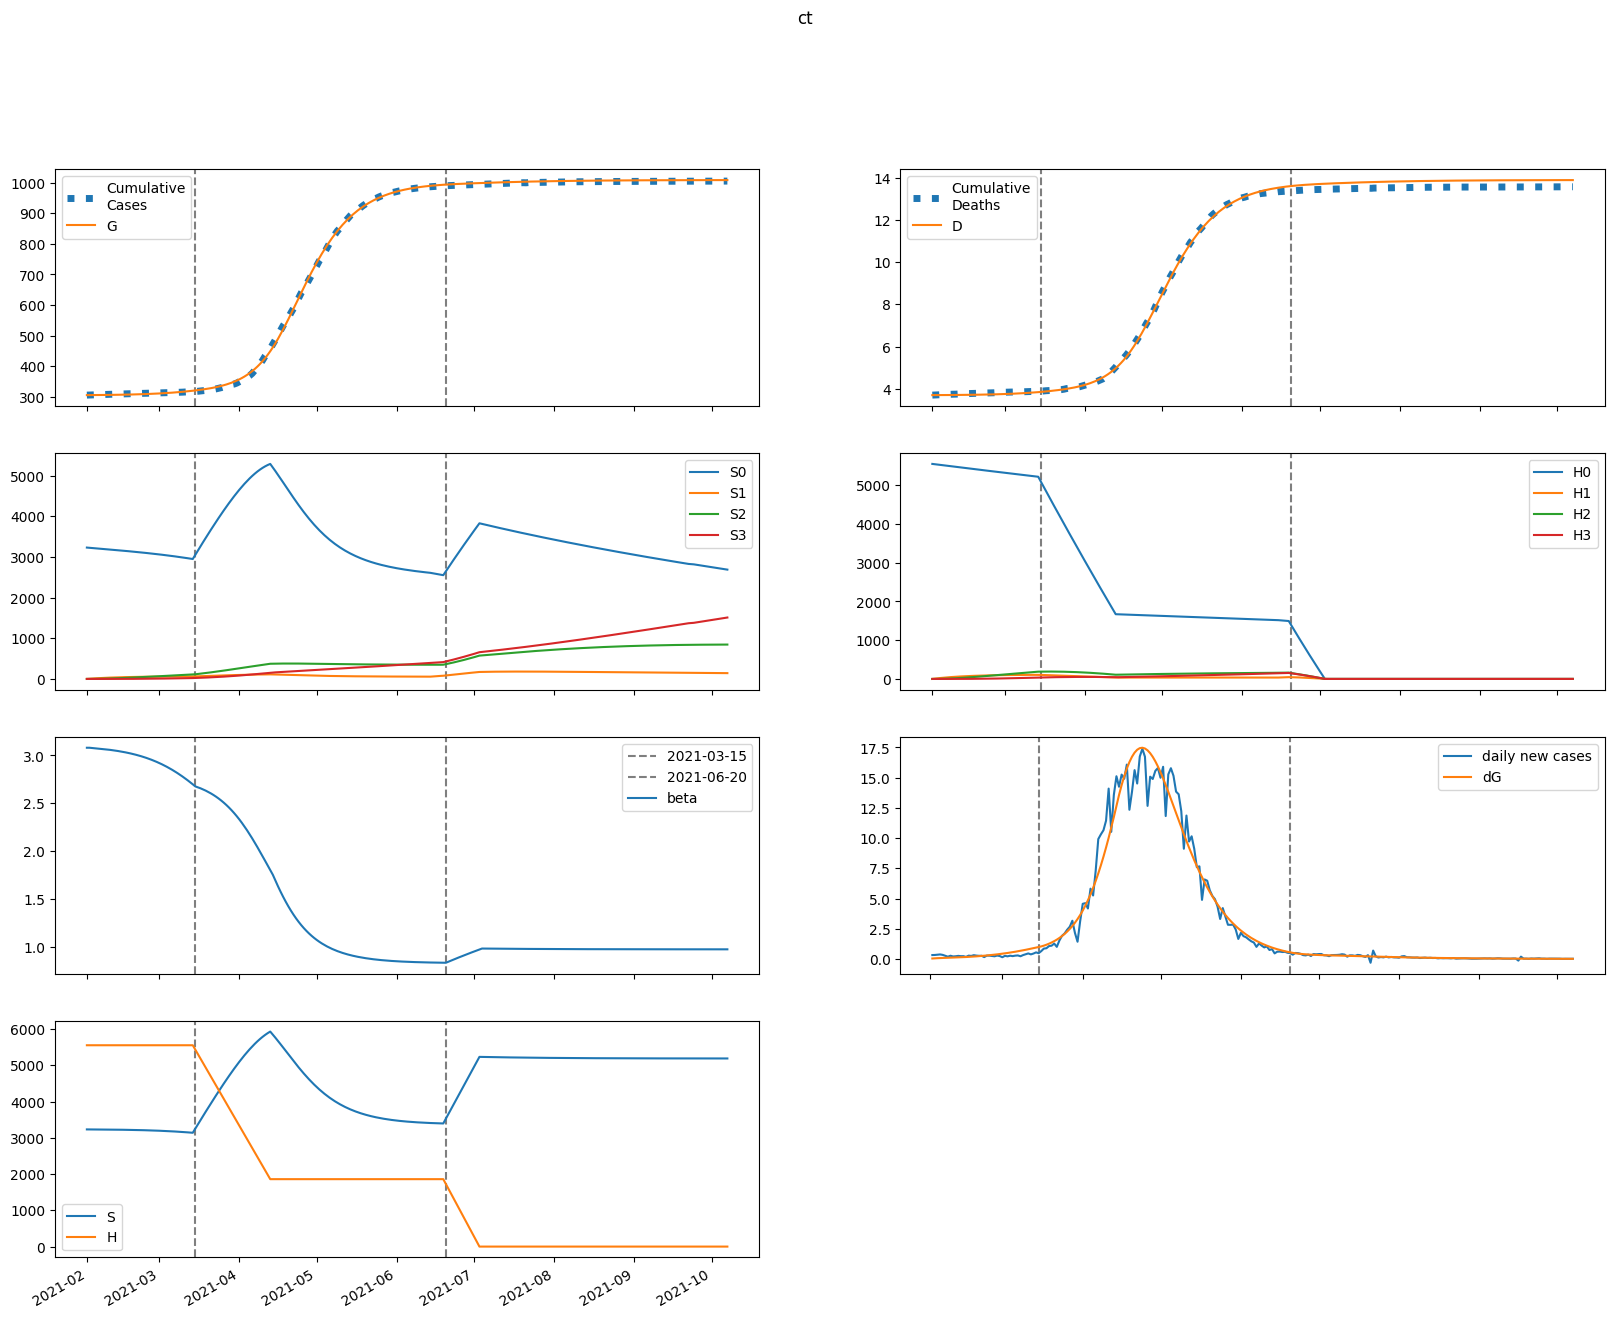 ct
1000
900
800
700
600
500
400
300
Cumulative
Cases
G
14
12
10
8
6
4
Cumulative
Deaths
D
5000
4000
3000
2000
1000
0
S0
S1
S2
S3
5000
4000
3000
2000
1000
0
H0
H1
H2
H3
3.0
2.5
2.0
1.5
1.0
2021-03-15
2021-06-20
beta
17.5
15.0
12.5
10.0
7.5
5.0
2.5
0.0
daily new cases
dG
6000
5000
4000
3000
2000
1000
0
S
H
2021-02
2021-03
2021-04
2021-05
2021-06
2021-07
2021-08
2021-09
2021-10